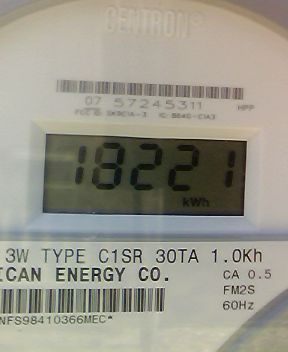 CENTRON®
07 57245311 HPP
18221
kWh
3W TYPE C1SR 30TA 1.0Kh
ICAN ENERGY CO.
CA 0.5
FM2S
60Hz
NFS98410366MEC*